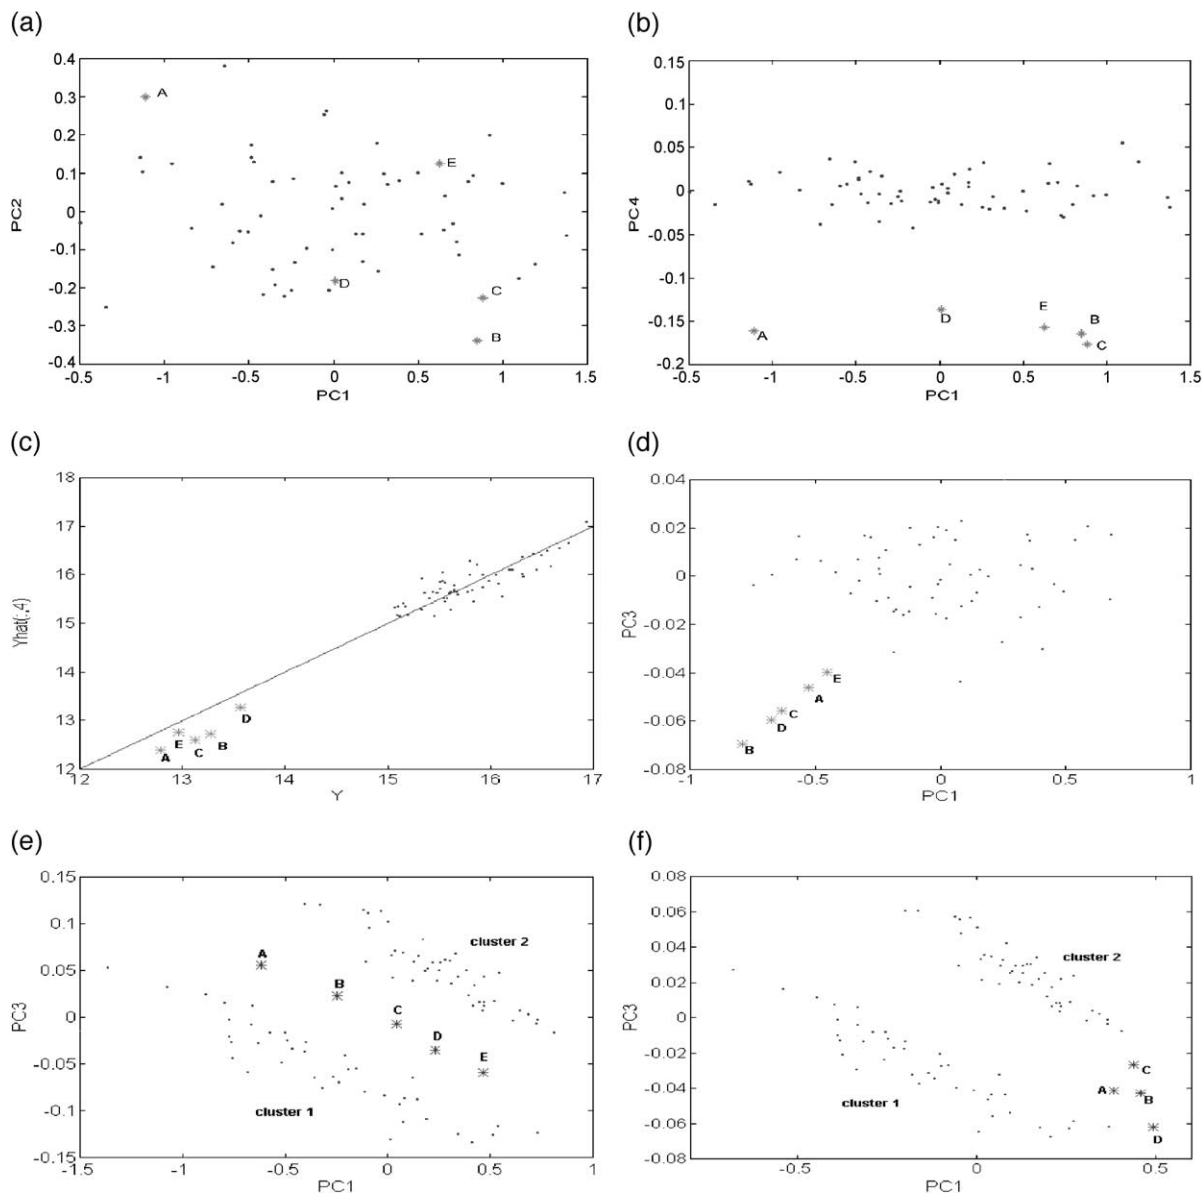 (a)
0.4
0.3
0.2
0.1
0
-0.1
-0.2
-0.3
-0.4
PC2
A
E
D
C
B
-0.5 -1 -0.5 0 0.5 1 1.5
PC1
(b)
0.15
0.1
0.05
0
-0.05
-0.1
-0.15
-0.2
PC4
A
D
E
B
C
-0.5 -1 -0.5 0 0.5 1 1.5
PC1
(c)
18
17
16
15
14
13
12
Yhat(:,4)
D
E
C
B
A
12 13 14 15 16 17
Y
(d)
0.04
0.02
0
-0.02
-0.04
-0.06
-0.08
PC3
E
A
C
D
B
-1 -0.5 0 0.5 1
PC1
(e)
0.15
0.1
0.05
0
-0.05
-0.1
-0.15
PC3
cluster 2
A
B
C
D
E
cluster 1
-1.5 -1 -0.5 0 0.5 1
PC1
(f)
0.08
0.06
0.04
0.02
0
-0.02
-0.04
-0.06
-0.08
PC3
cluster 2
C
A
B
cluster 1
D
-0.5 0 0.5
PC1